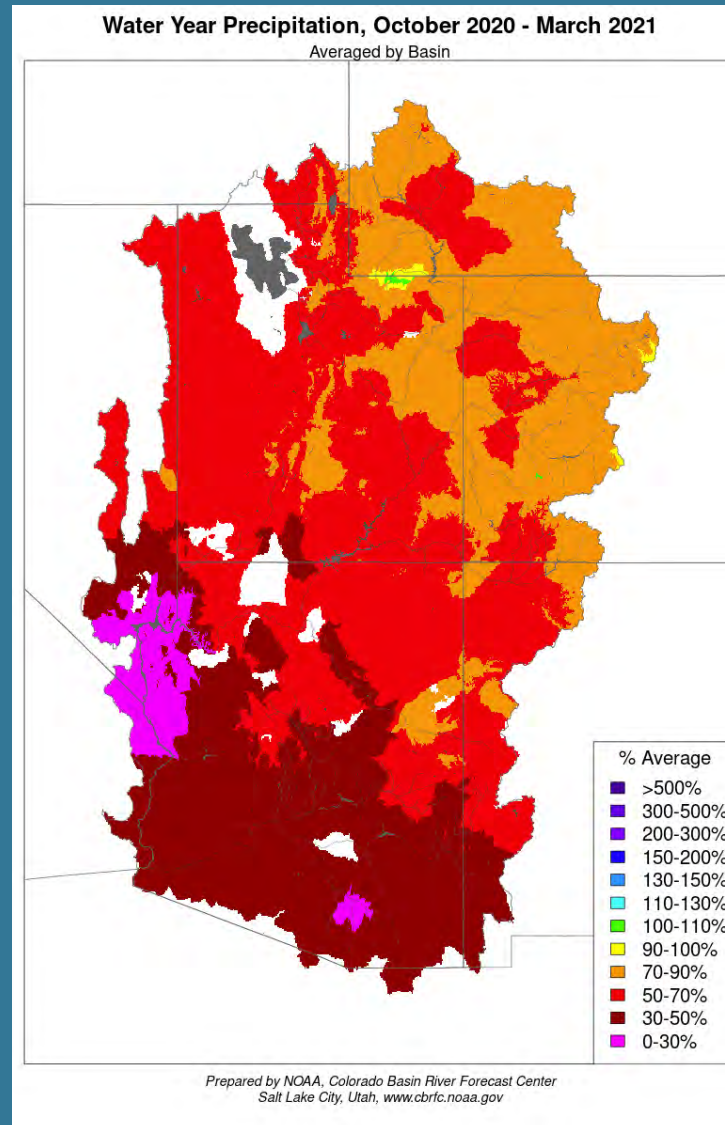 Water Year Precipitation, October 2020 - March 2021
Averaged by Basin
% Average
>500%
300-500%
200-300%
150-200%
130-150%
110-130%
100-110%
90-100%
70-90%
50-70%
30-50%
0-30%
Prepared by NOAA, Colorado Basin River Forecast Center
Salt Lake City, Utah, www.cbrfc.noaa.gov